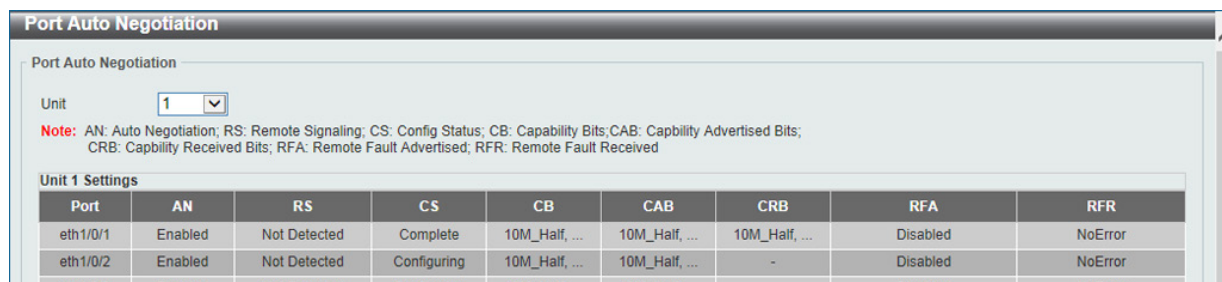 Port Auto Negotiation
Port Auto Negotiation
Unit 1
Note: AN: Auto Negotiation; RS: Remote Signaling; CS: Config Status; CB: Capability Bits;CAB: Capbility Advertised Bits;
CRB: Capbility Received Bits; RFA: Remote Fault Advertised; RFR: Remote Fault Received
Unit 1 Settings
Port AN RS CS CB CAB CRB RFA RFR
eth1/0/1 Enabled Not Detected Complete 10M_Half, ... 10M_Half, ... 10M_Half, ... Disabled NoError
eth1/0/2 Enabled Not Detected Configuring 10M_Half, ... 10M_Half, ... - Disabled NoError